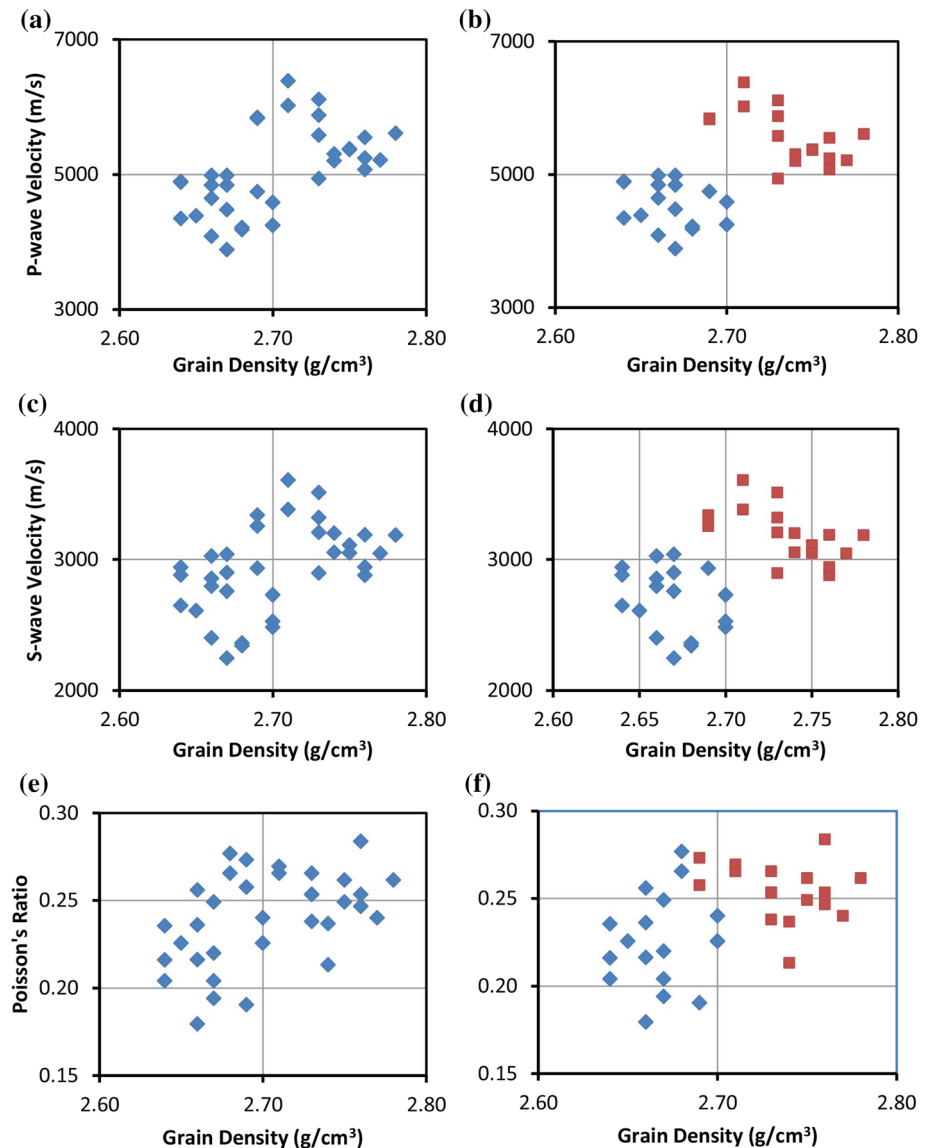 (a)
(b)
P-wave Velocity (m/s)
7000
5000
3000
2.60
2.70
2.80
Grain Density (g/cm³)
7000
5000
3000
2.60
2.70
2.80
Grain Density (g/cm³)
(c)
(d)
S-wave Velocity (m/s)
4000
3000
2000
2.60
2.70
2.80
Grain Density (g/cm³)
4000
3000
2000
2.60
2.65
2.70
2.75
2.80
Grain Density (g/cm³)
(e)
(f)
Poisson's Ratio
0.30
0.25
0.20
0.15
2.60
2.70
2.80
Grain Density (g/cm³)
0.30
0.25
0.20
0.15
2.60
2.70
2.80
Grain Density (g/cm³)